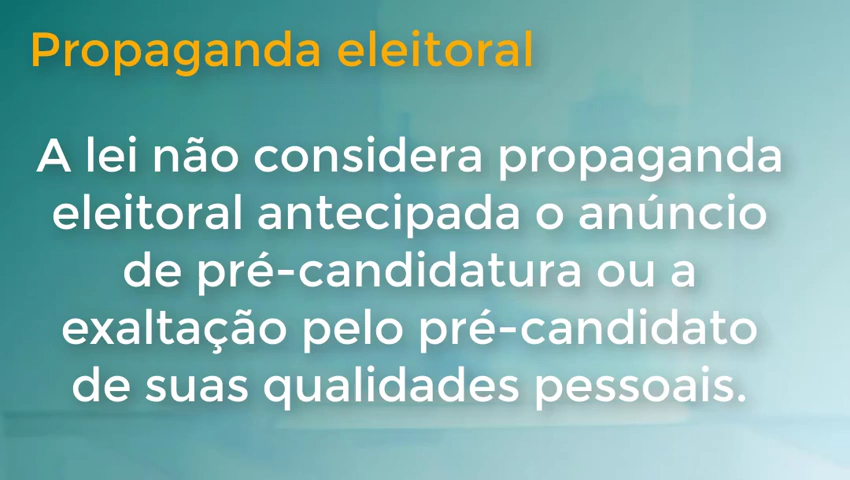 Propaganda eleitoral
A lei não considera propaganda
eleitoral antecipada o anúncio
de pré-candidatura ou a
exaltação pelo pré-candidato
de suas qualidades pessoais.